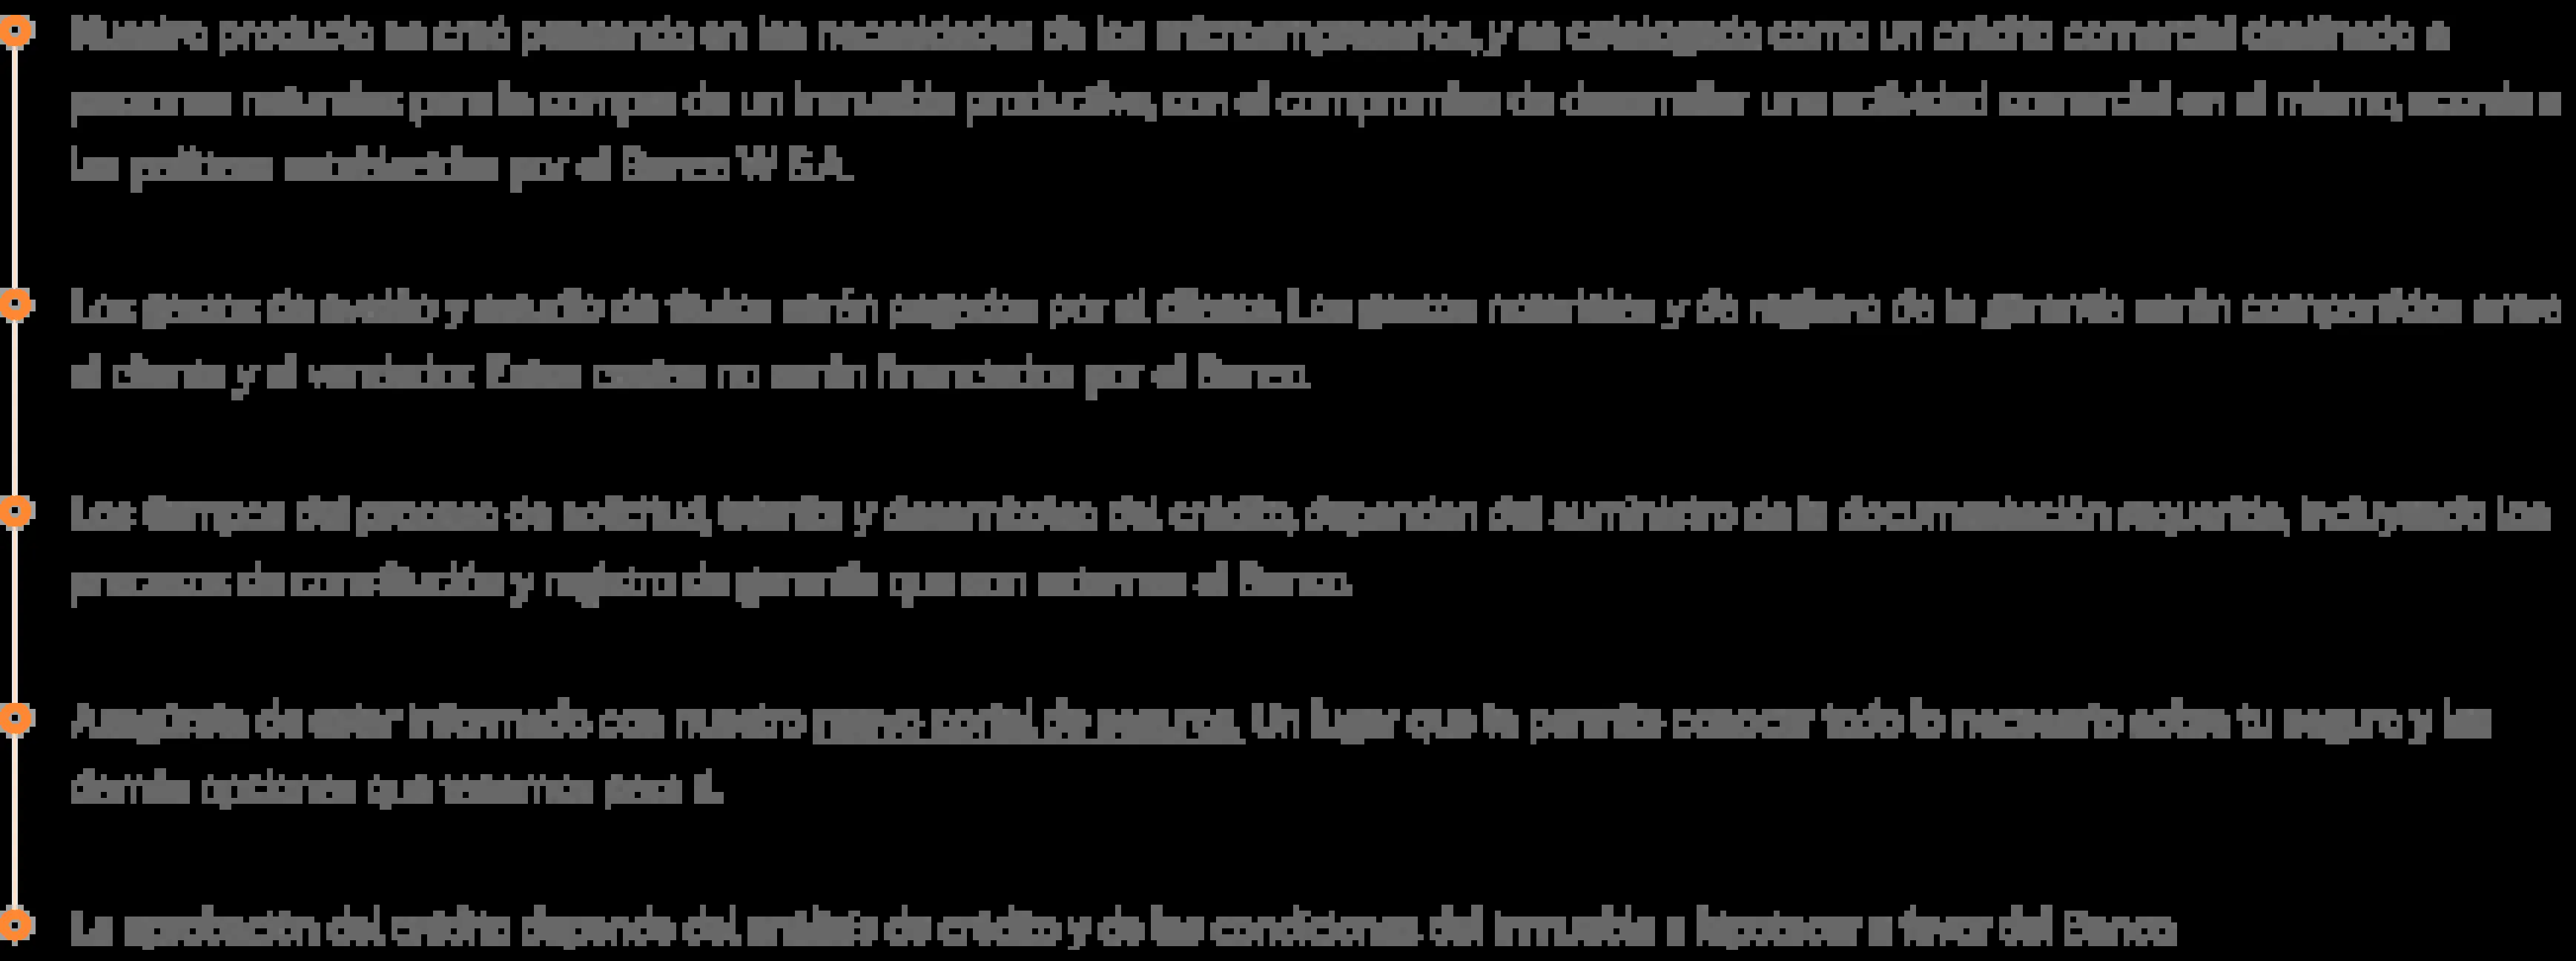 Nuestro producto se creó pensando en las necesidades de los microempresarios, y es catalogado como un crédito comercial destinado a
personas naturales para la compra de un inmueble productivo, con el compromiso de desarrollar una actividad comercial en el mismo, acorde a
las políticas establecidas por el Banco W S.A.
Los gastos de avalúo y estudio de títulos serán pagados por el cliente. Los gastos notariales y de registro de la garantía serán compartidos entre
el cliente y el vendedor. Estos costos no serán financiados por el Banco.
Los tiempos del proceso de solicitud, trámite y desembolso del crédito, dependen del suministro de la documentación requerida, incluyendo los
procesos de constitución y registro de garantía que son externos al Banco.
Asegúrate de estar informado con nuestro nuevo portal de seguros. Un lugar que te permite conocer todo lo necesario sobre tu seguro y las
demás opciones que tenemos para ti.
La aprobación del crédito depende del análisis de crédito y de las condiciones del inmueble a hipotecar a favor del Banco